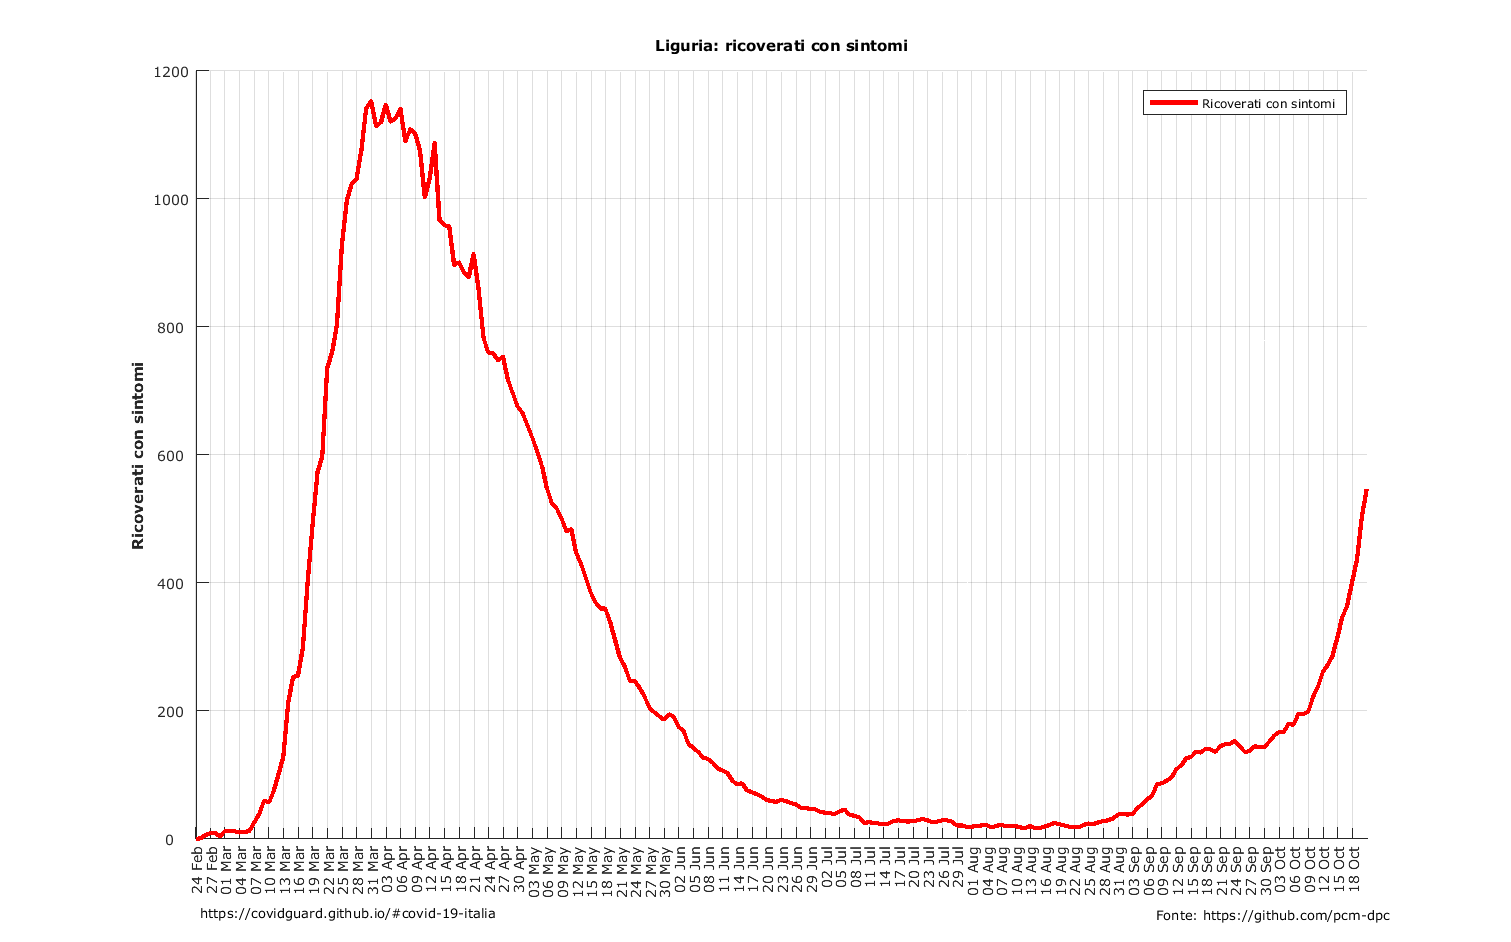 Liguria: ricoverati con sintomi
Ricoverati con sintomi
Ricoverati con sintomi
1200
1000
800
600
400
200
0
24 Feb
27 Feb
01 Mar
04 Mar
07 Mar
10 Mar
13 Mar
16 Mar
19 Mar
22 Mar
25 Mar
28 Mar
31 Mar
03 Apr
06 Apr
09 Apr
12 Apr
15 Apr
18 Apr
21 Apr
24 Apr
27 Apr
30 Apr
03 May
06 May
09 May
12 May
15 May
18 May
21 May
24 May
27 May
30 May
02 Jun
05 Jun
08 Jun
11 Jun
14 Jun
17 Jun
20 Jun
23 Jun
26 Jun
29 Jun
02 Jul
05 Jul
08 Jul
11 Jul
14 Jul
17 Jul
20 Jul
23 Jul
26 Jul
29 Jul
01 Aug
04 Aug
07 Aug
10 Aug
13 Aug
16 Aug
19 Aug
22 Aug
25 Aug
28 Aug
31 Aug
03 Sep
06 Sep
09 Sep
12 Sep
15 Sep
18 Sep
21 Sep
24 Sep
27 Sep
30 Sep
03 Oct
06 Oct
09 Oct
12 Oct
15 Oct
18 Oct
https://covidguard.github.io/#covid-19-italia
Fonte: https://github.com/pcm-dpc